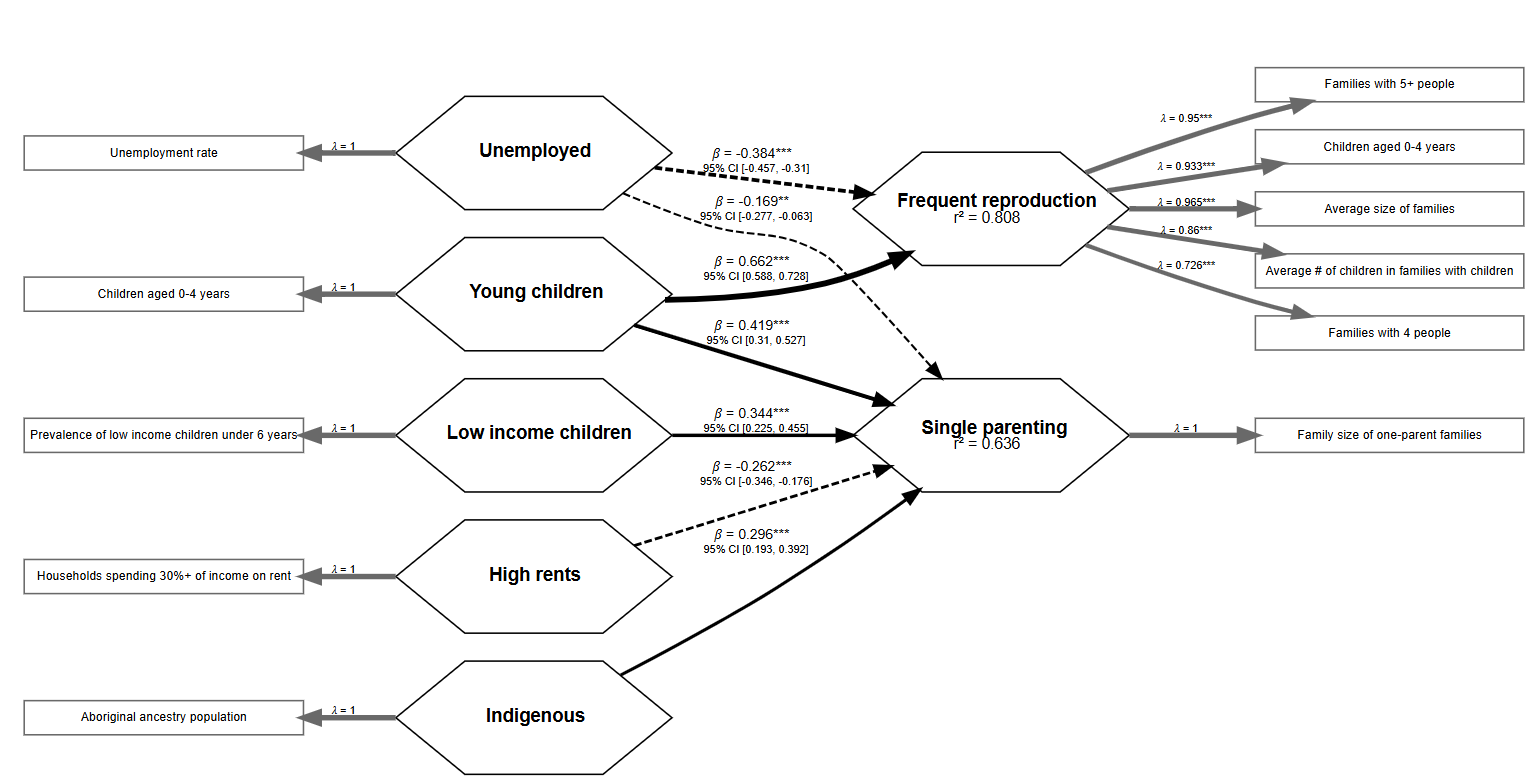 Unemployment rate
λ = 1
Unemployed
Children aged 0-4 years
λ = 1
Young children
Prevalence of low income children under 6 years
λ = 1
Low income children
Households spending 30%+ of income on rent
λ = 1
High rents
Aboriginal ancestry population
λ = 1
Indigenous
β = -0.384***
95% CI [-0.457, -0.31]
β = -0.169**
95% CI [-0.277, -0.063]
β = 0.662***
95% CI [0.588, 0.728]
β = 0.419***
95% CI [0.31, 0.527]
β = 0.344***
95% CI [0.225, 0.455]
β = -0.262***
95% CI [-0.346, -0.176]
β = 0.296***
95% CI [0.193, 0.392]
Frequent reproduction
r² = 0.808
Single parenting
r² = 0.636
λ = 0.95***
Families with 5+ people
λ = 0.933***
Children aged 0-4 years
λ = 0.965***
Average size of families
λ = 0.86***
Average # of children in families with children
λ = 0.726***
Families with 4 people
λ = 1
Family size of one-parent families